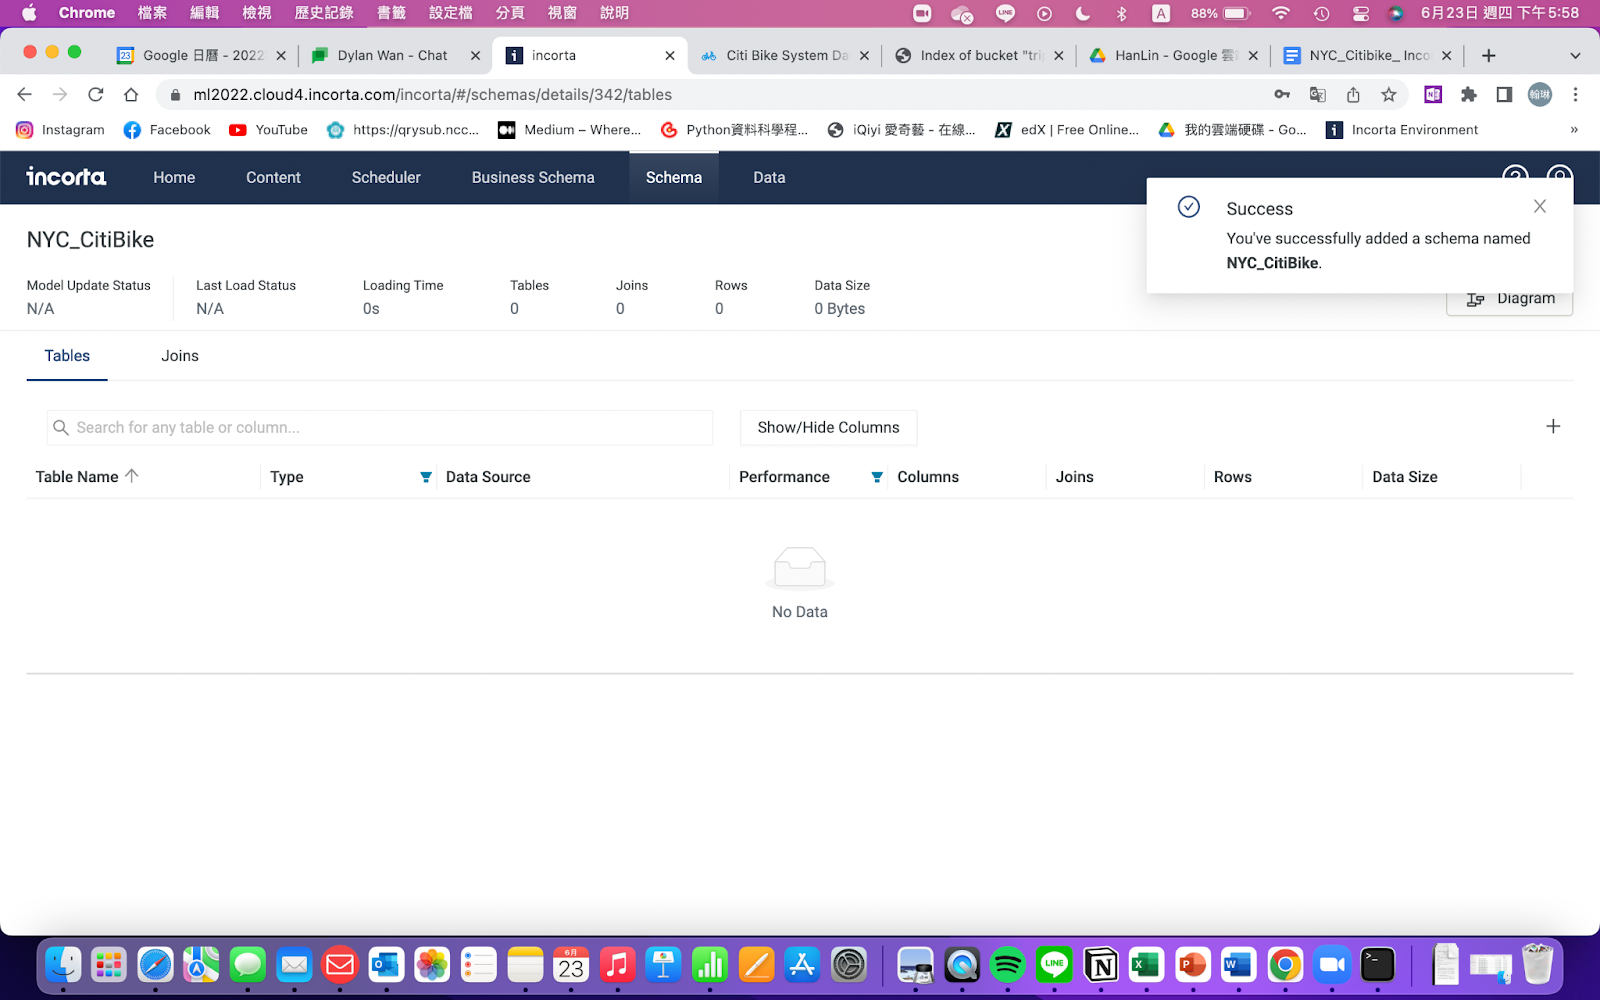 Chrome 檔案 編輯 檢視 歷史記錄 書籤 設定檔 分頁 視窗 說明 LINE A 88% 6月23日 週四 下午5:58
23 Google 日曆 - 2022 Dylan Wan - Chat incorta Citi Bike System Da Index of bucket "tri HanLin - Google 雲 NYC_Citibike_ Inco
ml2022.cloud4.incorta.com/incorta/#/schemas/details/342/tables 翰琳
Instagram Facebook YouTube https://qrysub.ncc... Medium – Where... Python資料科學程... iQiyi 愛奇藝 - 在線... edX | Free Online... 我的雲端硬碟 - Go... Incorta Environment »
incorta Home Content Scheduler Business Schema Schema Data
Success
You've successfully added a schema named
NYC_CitiBike.
NYC_CitiBike
Model Update Status Last Load Status Loading Time Tables Joins Rows Data Size
N/A N/A 0s 0 0 0 0 Bytes
Diagram
Tables Joins
Search for any table or column... Show/Hide Columns
Table Name Type Data Source Performance Columns Joins Rows Data Size
No Data
6月
23
LINE